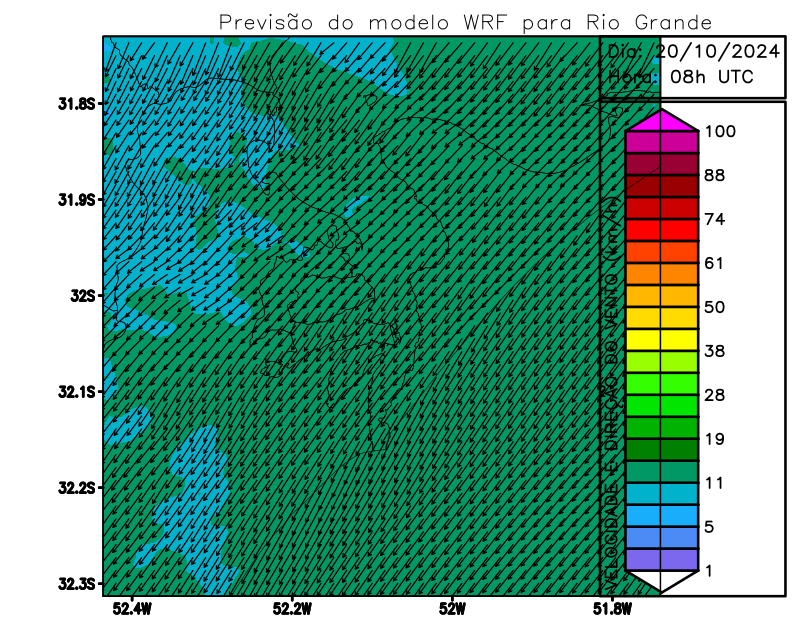 Previsão do modelo WRF para Rio Grande
Dia: 20/10/2024
Hora: 08h UTC
31.8S
31.9S
32S
32.1S
32.2S
32.3S
52.4W
52.2W
52W
51.8W
VELOCIDADE E DIREÇÃO DO VENTO (km/h)
100
88
74
61
50
38
28
19
11
5
1